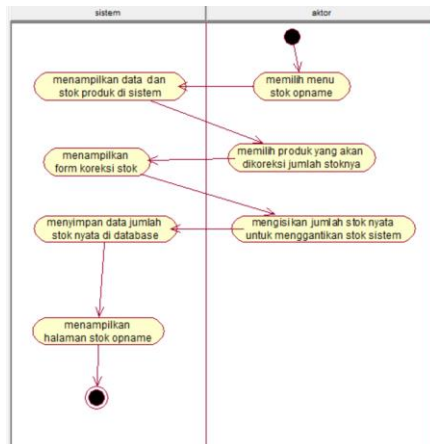 sistem
aktor
memilih menu
stok opname
menampilkan data dan
stok produk di sistem
memilih produk yang akan
dikoreksi jumlah stoknya
menampilkan
form koreksi stok
mengisikan jumlah stok nyata
untuk menggantikan stok sistem
menyimpan data jumlah
stok nyata di database
menampilkan
halaman stok opname